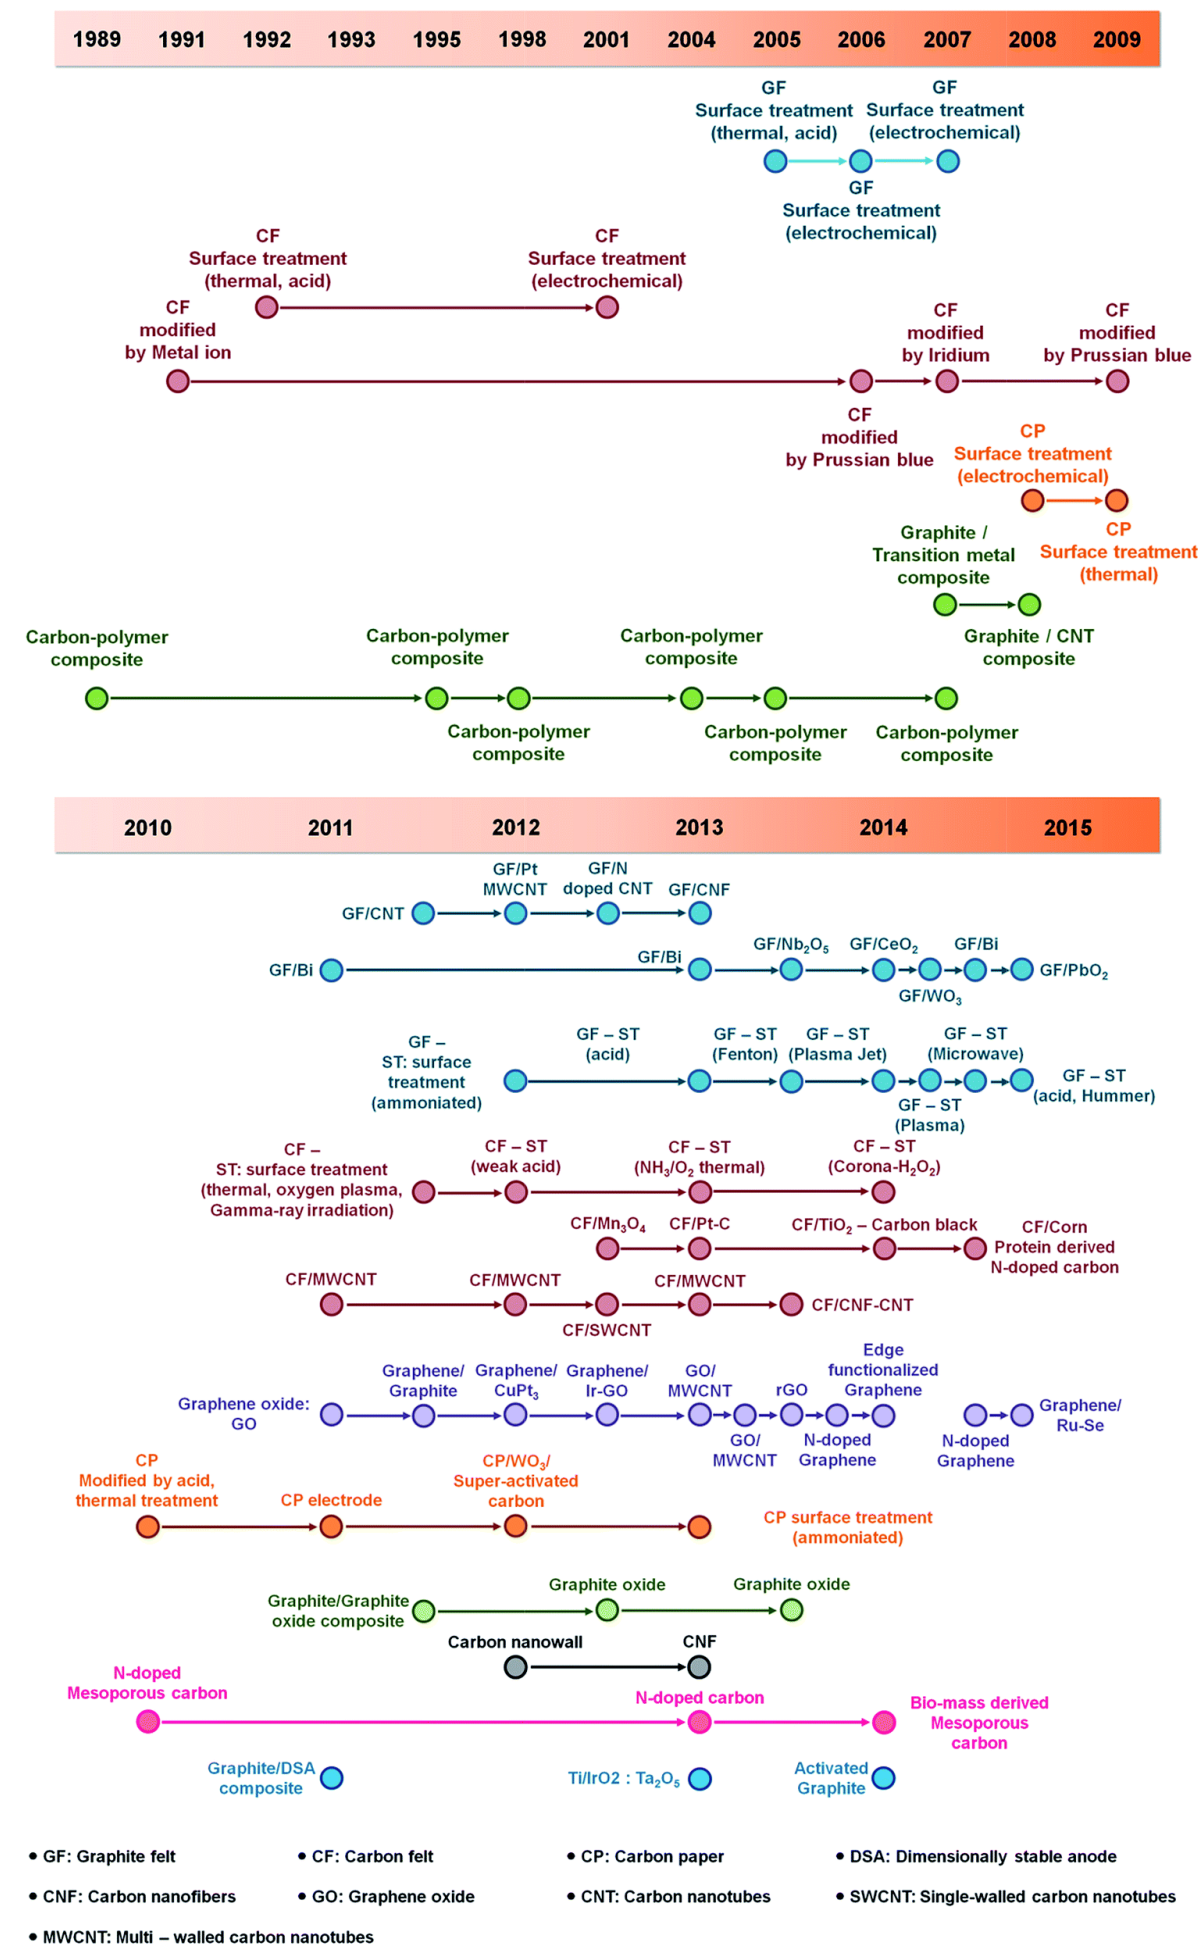 1989 1991 1992 1993 1995 1998 2001 2004 2005 2006 2007 2008 2009
GF
Surface treatment
(thermal, acid)
GF
Surface treatment
(electrochemical)
GF
Surface treatment
(electrochemical)
CF
Surface treatment
(thermal, acid)
CF
Surface treatment
(electrochemical)
CF
modified
by Metal ion
CF
modified
by Iridium
CF
modified
by Prussian blue
CF
modified
by Prussian blue
CP
Surface treatment
(electrochemical)
CP
Surface treatment
(thermal)
Graphite /
Transition metal
composite
Graphite / CNT
composite
Carbon-polymer
composite
Carbon-polymer
composite
Carbon-polymer
composite
Carbon-polymer
composite
Carbon-polymer
composite
Carbon-polymer
composite
2010 2011 2012 2013 2014 2015
GF/CNT
GF/Pt
MWCNT
GF/N
doped CNT
GF/CNF
GF/Bi
GF/Bi
GF/Nb2O5
GF/CeO2
GF/WO3
GF/Bi
GF/PbO2
GF –
ST: surface
treatment
(ammoniated)
GF – ST
(acid)
GF – ST
(Fenton)
GF – ST
(Plasma Jet)
GF – ST
(Plasma)
GF – ST
(Microwave)
GF – ST
(acid, Hummer)
CF –
ST: surface treatment
(thermal, oxygen plasma,
Gamma-ray irradiation)
CF – ST
(weak acid)
CF – ST
(NH3/O2 thermal)
CF – ST
(Corona-H2O2)
CF/Mn3O4
CF/Pt-C
CF/TiO2 – Carbon black
CF/Corn
Protein derived
N-doped carbon
CF/MWCNT
CF/MWCNT
CF/SWCNT
CF/MWCNT
CF/CNF-CNT
Graphene oxide:
GO
Graphene/
Graphite
Graphene/
CuPt3
Graphene/
Ir-GO
GO/
MWCNT
GO/
MWCNT
rGO
N-doped
Graphene
Edge
functionalized
Graphene
N-doped
Graphene
Graphene/
Ru-Se
CP
Modified by acid,
thermal treatment
CP electrode
CP/WO3/
Super-activated
carbon
CP surface treatment
(ammoniated)
Graphite/Graphite
oxide composite
Graphite oxide
Graphite oxide
Carbon nanowall
CNF
N-doped
Mesoporous carbon
N-doped carbon
Bio-mass derived
Mesoporous
carbon
Graphite/DSA
composite
Ti/IrO2 : Ta2O5
Activated
Graphite
• GF: Graphite felt
• CF: Carbon felt
• CP: Carbon paper
• DSA: Dimensionally stable anode
• CNF: Carbon nanofibers
• GO: Graphene oxide
• CNT: Carbon nanotubes
• SWCNT: Single-walled carbon nanotubes
• MWCNT: Multi – walled carbon nanotubes